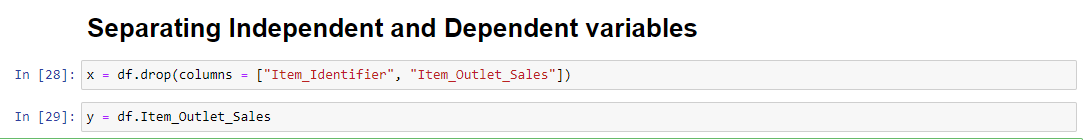 Separating Independent and Dependent variables
In [28]: x = df.drop(columns = ["Item_Identifier", "Item_Outlet_Sales"])
In [29]: y = df.Item_Outlet_Sales